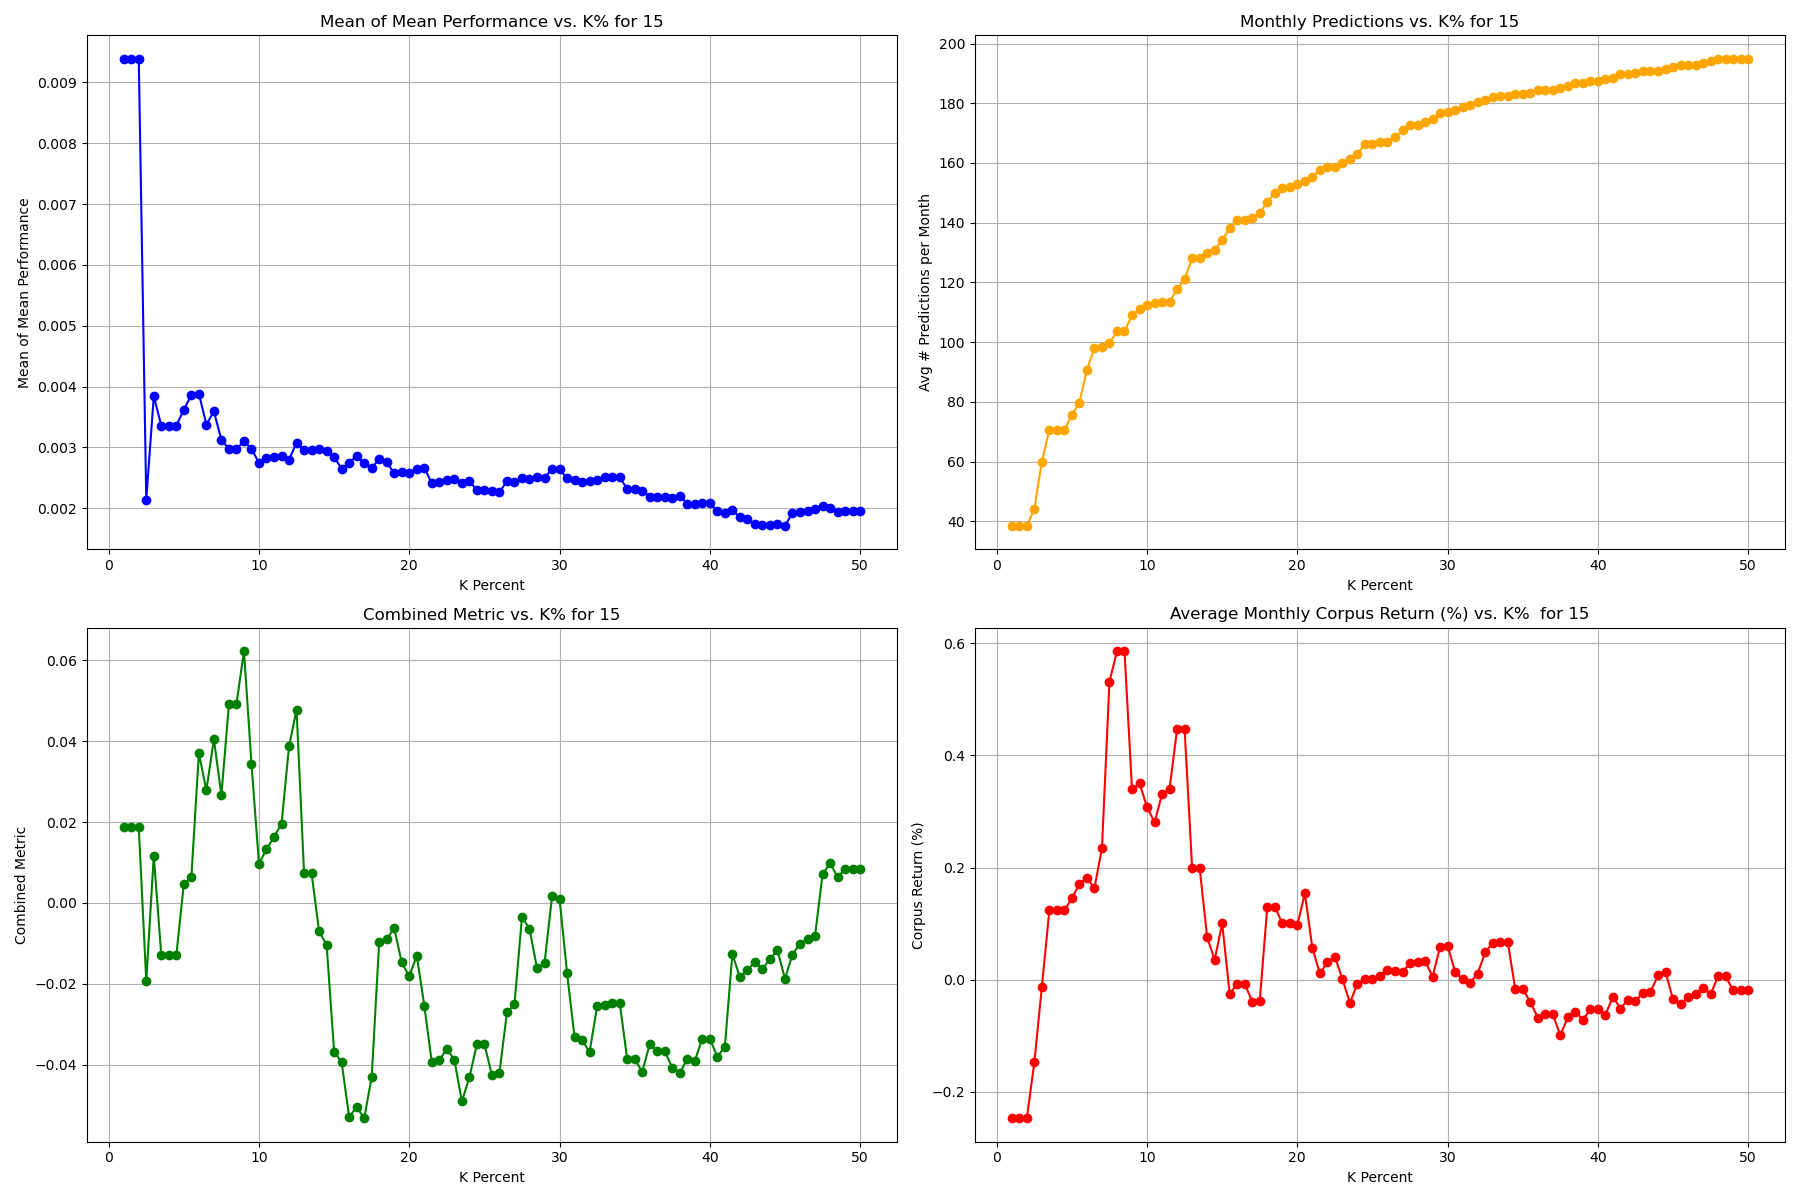 Mean of Mean Performance vs. K% for 15
Mean of Mean Performance
0.009
0.008
0.007
0.006
0.005
0.004
0.003
0.002
0 10 20 30 40 50
K Percent
Monthly Predictions vs. K% for 15
Avg # Predictions per Month
200
180
160
140
120
100
80
60
40
0 10 20 30 40 50
K Percent
Combined Metric vs. K% for 15
Combined Metric
0.06
0.04
0.02
0.00
−0.02
−0.04
0 10 20 30 40 50
K Percent
Average Monthly Corpus Return (%) vs. K%  for 15
Corpus Return (%)
0.6
0.4
0.2
0.0
−0.2
0 10 20 30 40 50
K Percent